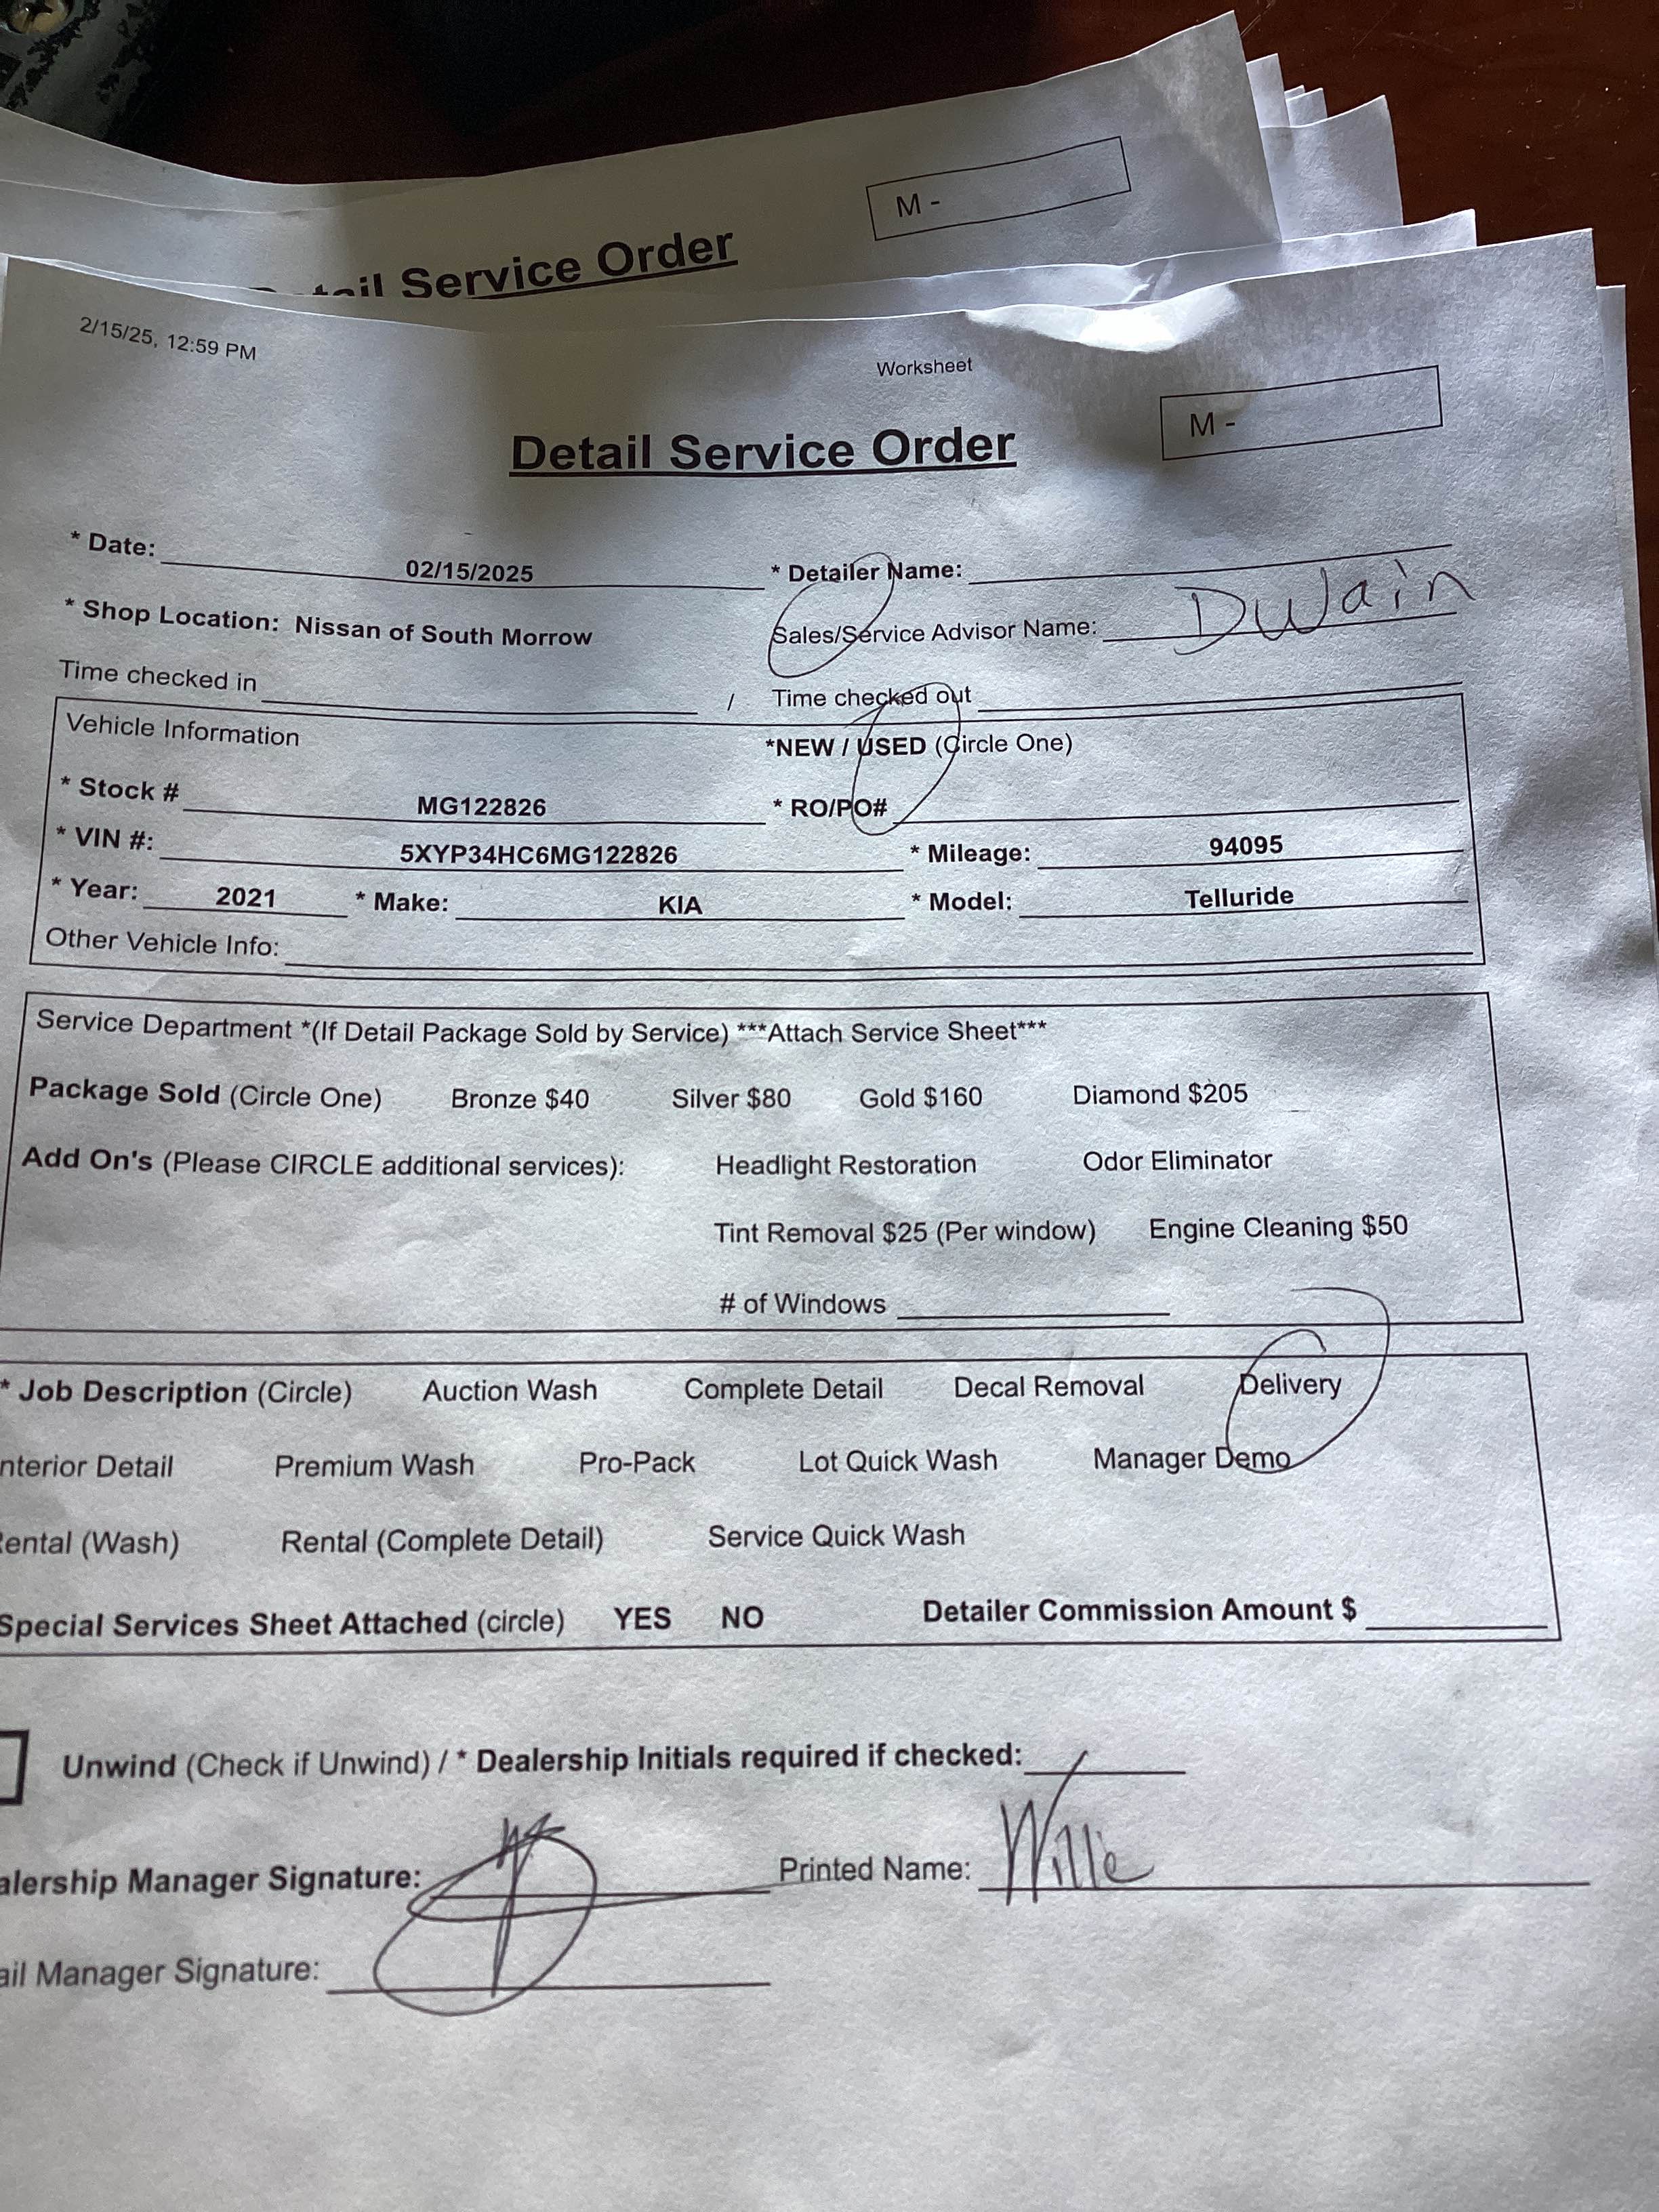 M -
Detail Service Order
2/15/25, 12:59 PM
Worksheet
M -
Detail Service Order
* Date: 02/15/2025 * Detailer Name:
* Shop Location: Nissan of South Morrow Sales/Service Advisor Name: Dwain
Time checked in / Time checked out
Vehicle Information *NEW / USED (Circle One)
* Stock # MG122826 * RO/PO#
* VIN #: 5XYP34HC6MG122826 * Mileage: 94095
* Year: 2021 * Make: KIA * Model: Telluride
Other Vehicle Info:
Service Department *(If Detail Package Sold by Service) ***Attach Service Sheet***
Package Sold (Circle One) Bronze $40 Silver $80 Gold $160 Diamond $205
Add On's (Please CIRCLE additional services): Headlight Restoration Odor Eliminator
Tint Removal $25 (Per window) Engine Cleaning $50
# of Windows
* Job Description (Circle) Auction Wash Complete Detail Decal Removal Delivery
nterior Detail Premium Wash Pro-Pack Lot Quick Wash Manager Demo
Rental (Wash) Rental (Complete Detail) Service Quick Wash
Special Services Sheet Attached (circle) YES NO Detailer Commission Amount $
Unwind (Check if Unwind) / * Dealership Initials required if checked:
alership Manager Signature: Printed Name: Willie
ail Manager Signature: